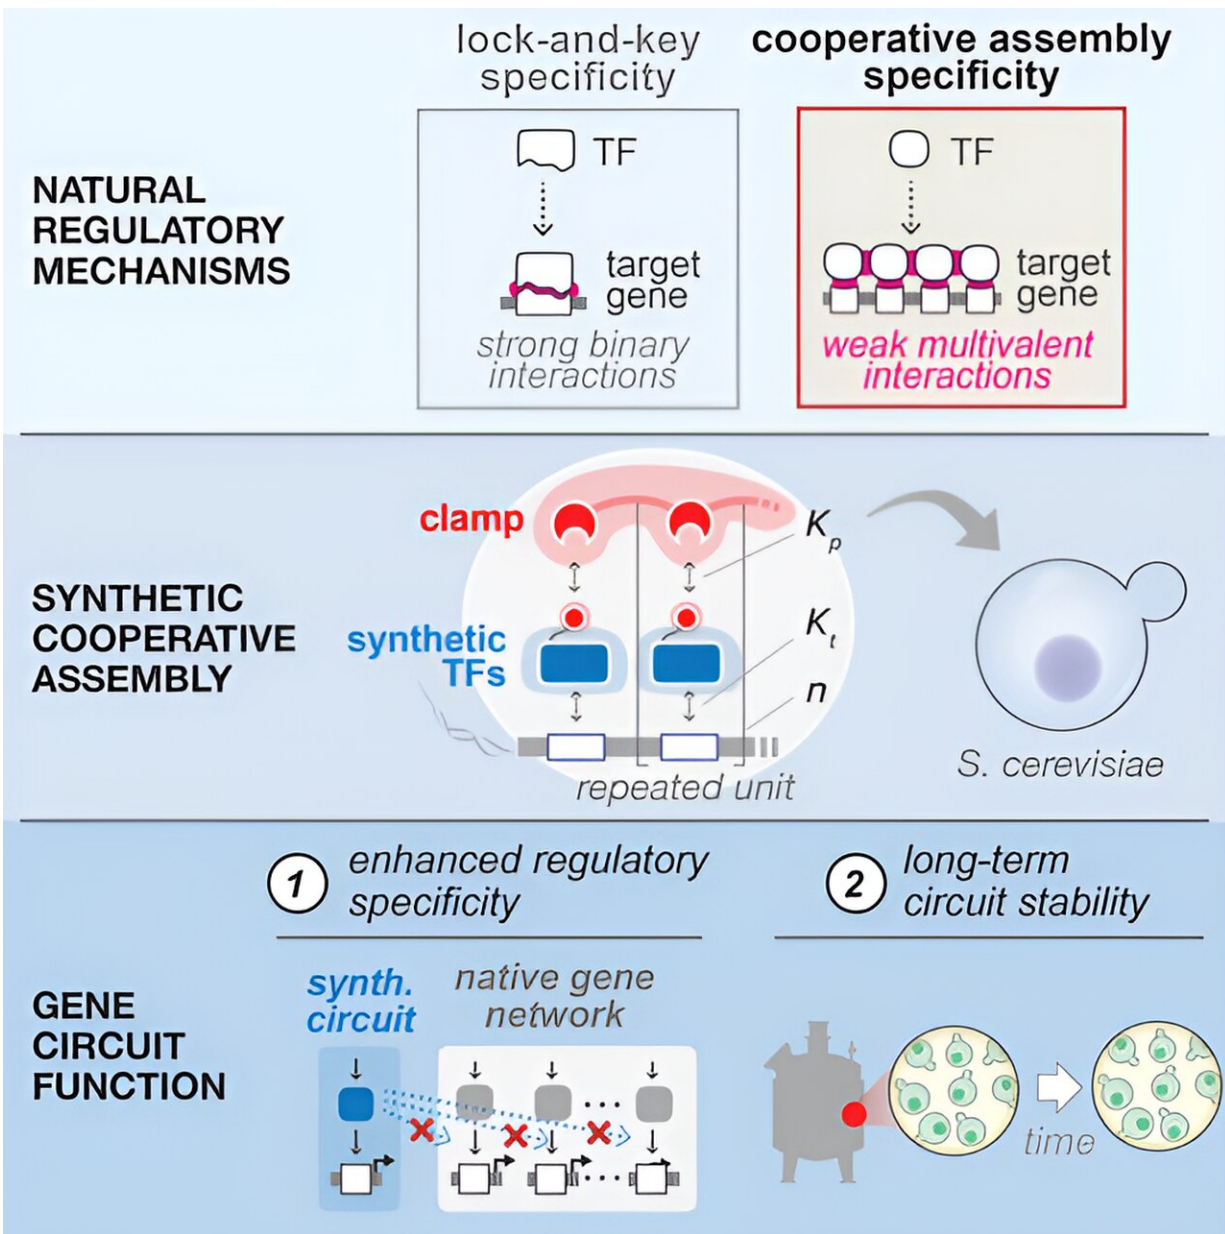 lock-and-key
specificity
cooperative assembly
specificity
NATURAL
REGULATORY
MECHANISMS
TF
target
gene
strong binary
interactions
TF
target
gene
weak multivalent
interactions
SYNTHETIC
COOPERATIVE
ASSEMBLY
clamp
synthetic
TFs
Kp
Kt
n
repeated unit
S. cerevisiae
GENE
CIRCUIT
FUNCTION
1
enhanced regulatory
specificity
synth.
circuit
native gene
network
2
long-term
circuit stability
time